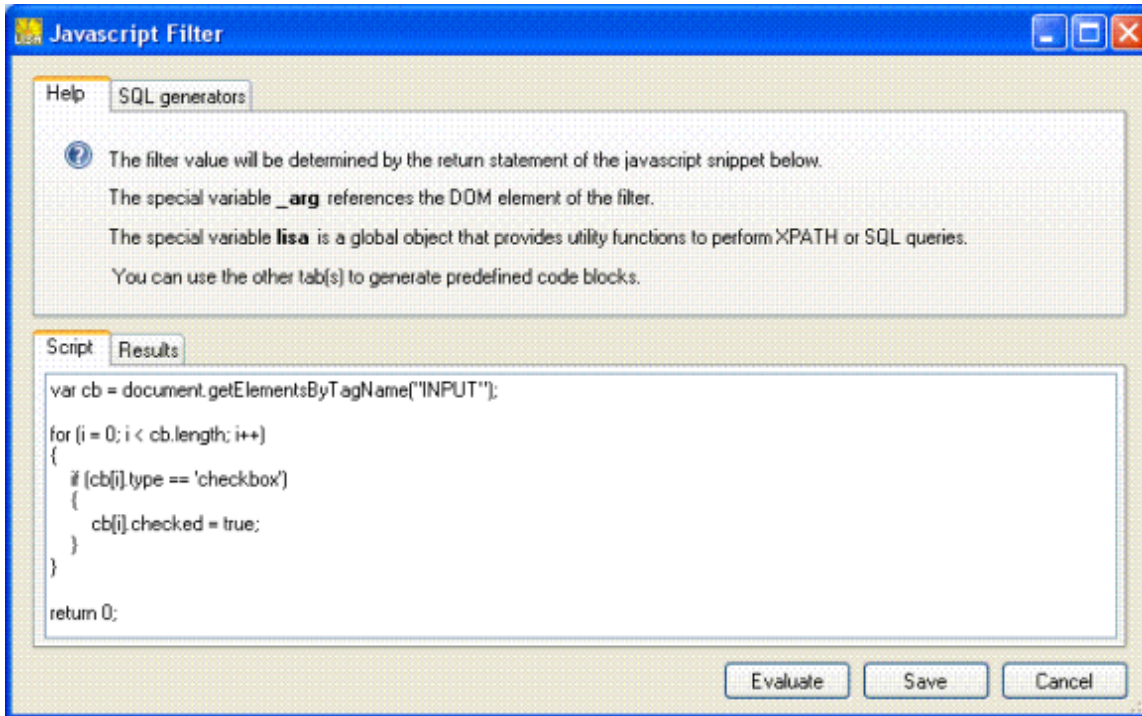 Javascript Filter
Help SQL generators
The filter value will be determined by the return statement of the javascript snippet below.
The special variable _arg references the DOM element of the filter.
The special variable lisa is a global object that provides utility functions to perform XPATH or SQL queries.
You can use the other tab(s) to generate predefined code blocks.
Script Results
var cb = document.getElementsByTagName("INPUT");
for (i = 0; i < cb.length; i++)
{
if (cb[i].type == 'checkbox')
{
cb[i].checked = true;
}
}
return 0;
Evaluate Save Cancel